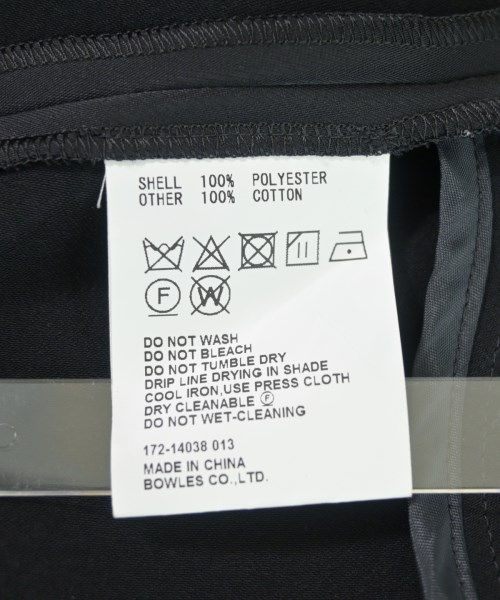 SHELL 100% POLYESTER
OTHER 100% COTTON
F W
DO NOT WASH
DO NOT BLEACH
DO NOT TUMBLE DRY
DRIP LINE DRYING IN SHADE
COOL IRON,USE PRESS CLOTH
DRY CLEANABLE Ⓕ
DO NOT WET-CLEANING
172-14038 013
MADE IN CHINA
BOWLES CO.,LTD.